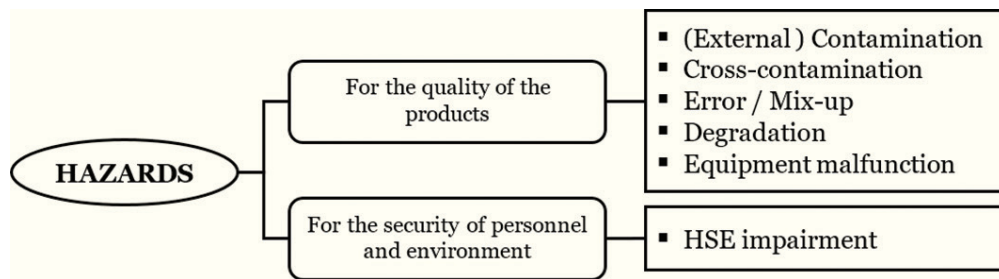 HAZARDS
For the quality of the
products
▪ (External ) Contamination
▪ Cross-contamination
▪ Error / Mix-up
▪ Degradation
▪ Equipment malfunction
For the security of personnel
and environment
▪ HSE impairment